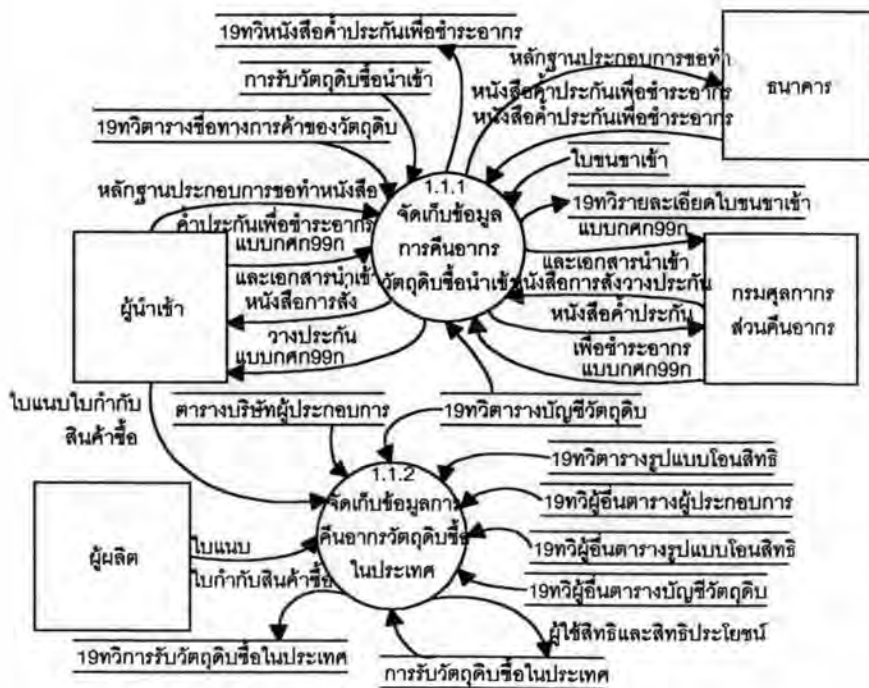 19ทวิหนังสือค้ำประกันเพื่อชำระอากร
หลักฐานประกอบการขอทำ
การรับวัตถุดิบซื้อนำเข้า
หนังสือค้ำประกันเพื่อชำระอากร
ธนาคาร
19ทวิตารางชื่อทางการค้าของวัตถุดิบ
หนังสือค้ำประกันเพื่อชำระอากร
ใบขนขาเข้า
1.1.1
หลักฐานประกอบการขอทำหนังสือ
จัดเก็บข้อมูล
19ทวิรายละเอียดใบขนขาเข้า
ค้ำประกันเพื่อชำระอากร
แบบกศก99ก
แบบกศก99ก
การคืนอากร
และเอกสารนำเข้า
และเอกสารนำเข้า
วัตถุดิบซื้อนำเข้า
หนังสือการสั่งวางประกัน
ผู้นำเข้า
หนังสือการสั่ง
กรมศุลกากร
หนังสือค้ำประกัน
ส่วนคืนอากร
วางประกัน
เพื่อชำระอากร
แบบกศก99ก
แบบกศก99ก
ใบแนบใบกำกับ
สินค้าซื้อ
ตารางบริษัทผู้ประกอบการ
19ทวิตารางบัญชีวัตถุดิบ
1.1.2
19ทวิตารางรูปแบบโอนสิทธิ
จัดเก็บข้อมูลการ
19ทวิผู้อื่นตารางผู้ประกอบการ
คืนอากรวัตถุดิบซื้อ
ใบแนบ
19ทวิผู้อื่นตารางรูปแบบโอนสิทธิ
ผู้ผลิต
ในประเทศ
ใบกำกับสินค้าซื้อ
19ทวิผู้อื่นตารางบัญชีวัตถุดิบ
ผู้ใช้สิทธิและสิทธิประโยชน์
19ทวิการรับวัตถุดิบซื้อในประเทศ
การรับวัตถุดิบซื้อในประเทศ